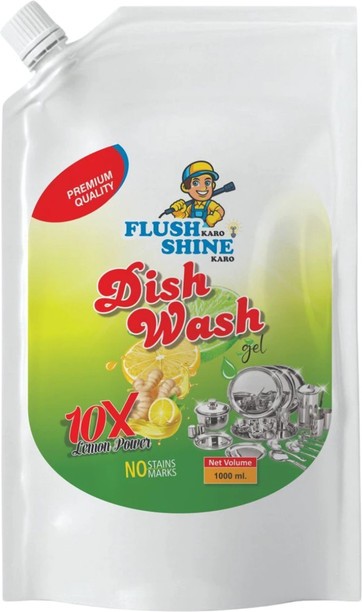 PREMIUM
QUALITY
FLUSH KARO
SHINE
KARO
Dish
Wash
gel
10X
Lemon Power
NO STAINS
MARKS
Net Volume
1000 ml.